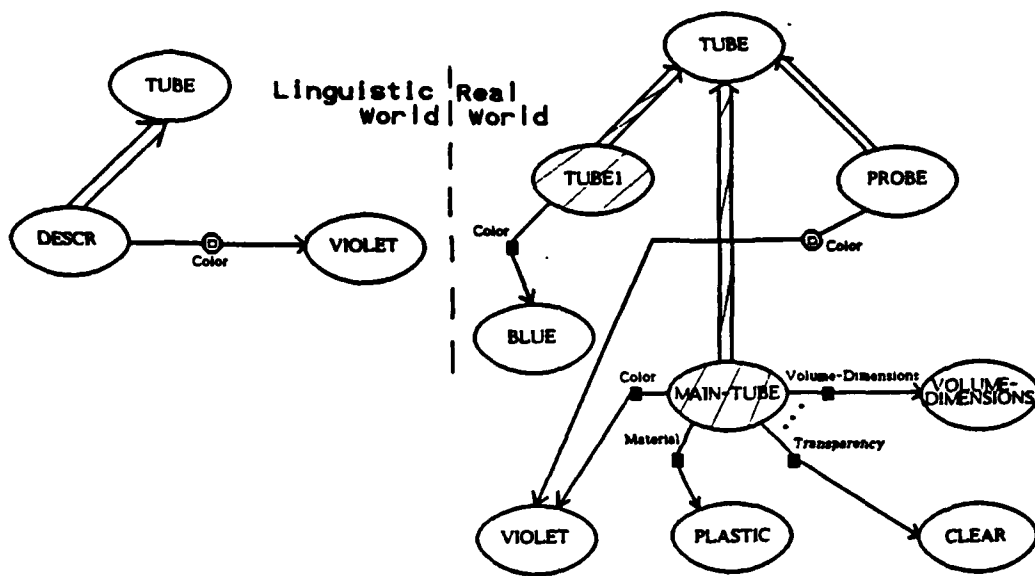 TUBE
Linguistic Real
World World
DESCR
VIOLET
Color
TUBE
TUBE1
PROBE
Color
Color
BLUE
Color
MAIN-TUBE
Volume-Dimensions
VOLUME-
DIMENSIONS
Material
Transparency
VIOLET
PLASTIC
CLEAR